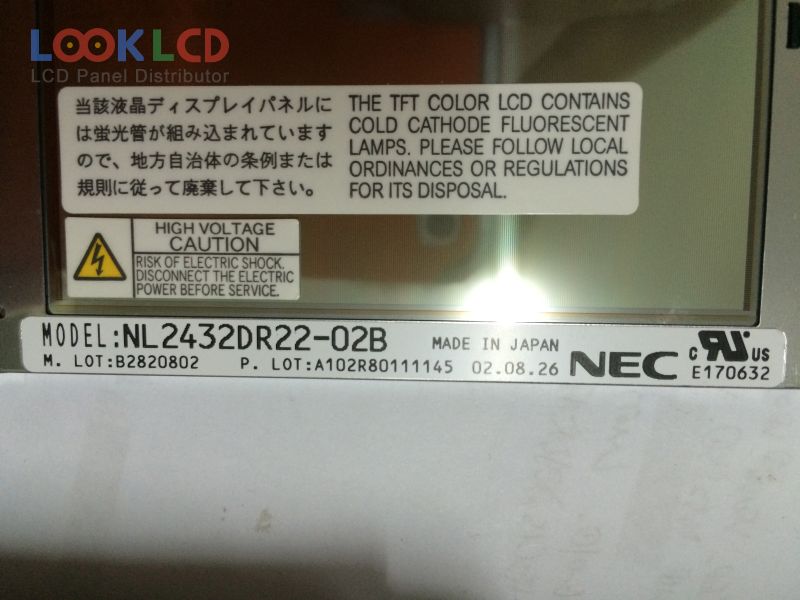 LOOKLCD
LCD Panel Distributor
当該液晶ディスプレイパネルに
は蛍光管が組み込まれています
ので、地方自治体の条例または
規則に従って廃棄して下さい。
THE TFT COLOR LCD CONTAINS
COLD CATHODE FLUORESCENT
LAMPS. PLEASE FOLLOW LOCAL
ORDINANCES OR REGULATIONS
FOR ITS DISPOSAL.
HIGH VOLTAGE
CAUTION
RISK OF ELECTRIC SHOCK.
DISCONNECT THE ELECTRIC
POWER BEFORE SERVICE.
MODEL:NL2432DR22-02B MADE IN JAPAN
M. LOT:B2820802 P. LOT:A102R80111145 02.08.26 NEC
c RU US
E170632